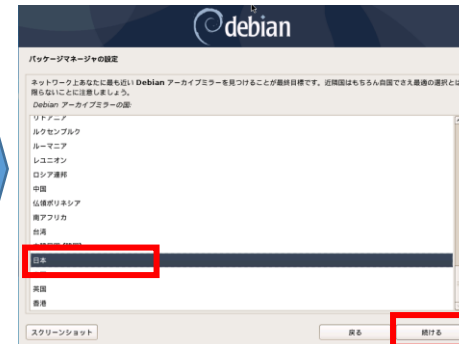 debian
パッケージマネージャの設定
ネットワーク上あなたに最も近い Debian アーカイブミラーを見つけることが最終目標です。近隣国はもちろん自国でさえ最適の選択とは
限らないことに注意しましょう。
Debian アーカイブミラーの国:
リトアニア
ルクセンブルク
ルーマニア
レユニオン
ロシア連邦
中国
仏領ポリネシア
南アフリカ
台湾
日本
英国
香港
スクリーンショット
戻る
続ける